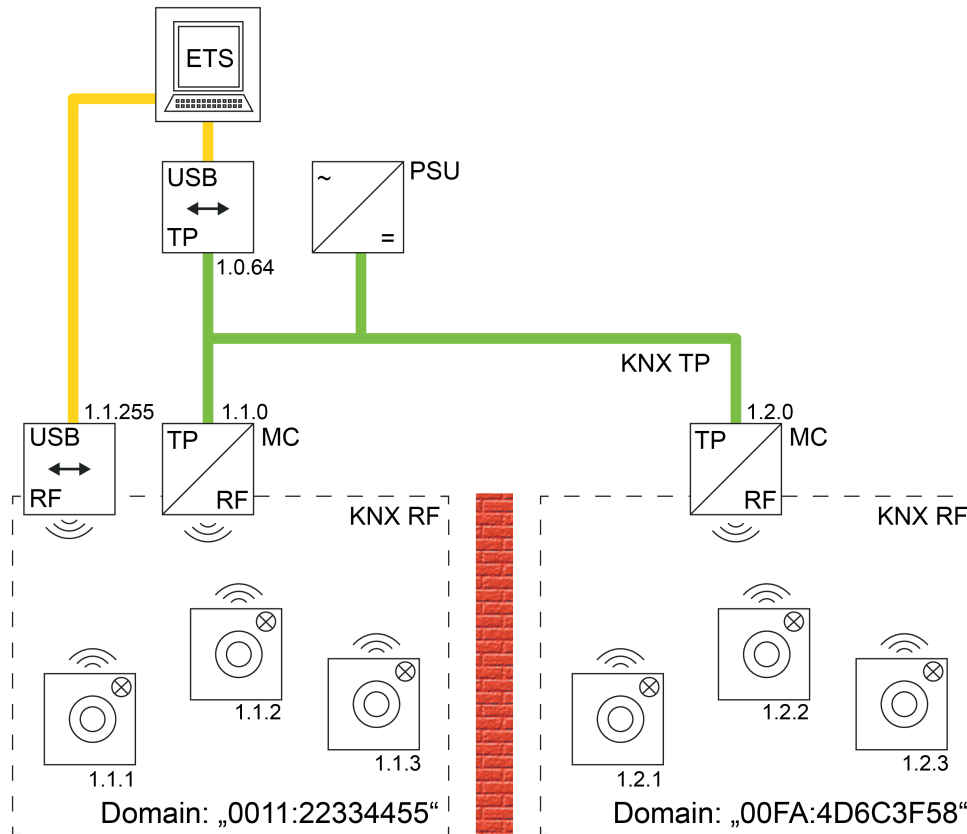 ETS
USB
TP
1.0.64
~
=
PSU
KNX TP
1.1.255
USB
RF
1.1.0
TP
RF
MC
1.2.0
TP
RF
MC
KNX RF
KNX RF
1.1.1
1.1.2
1.1.3
1.2.1
1.2.2
1.2.3
Domain: „0011:22334455“
Domain: „00FA:4D6C3F58“